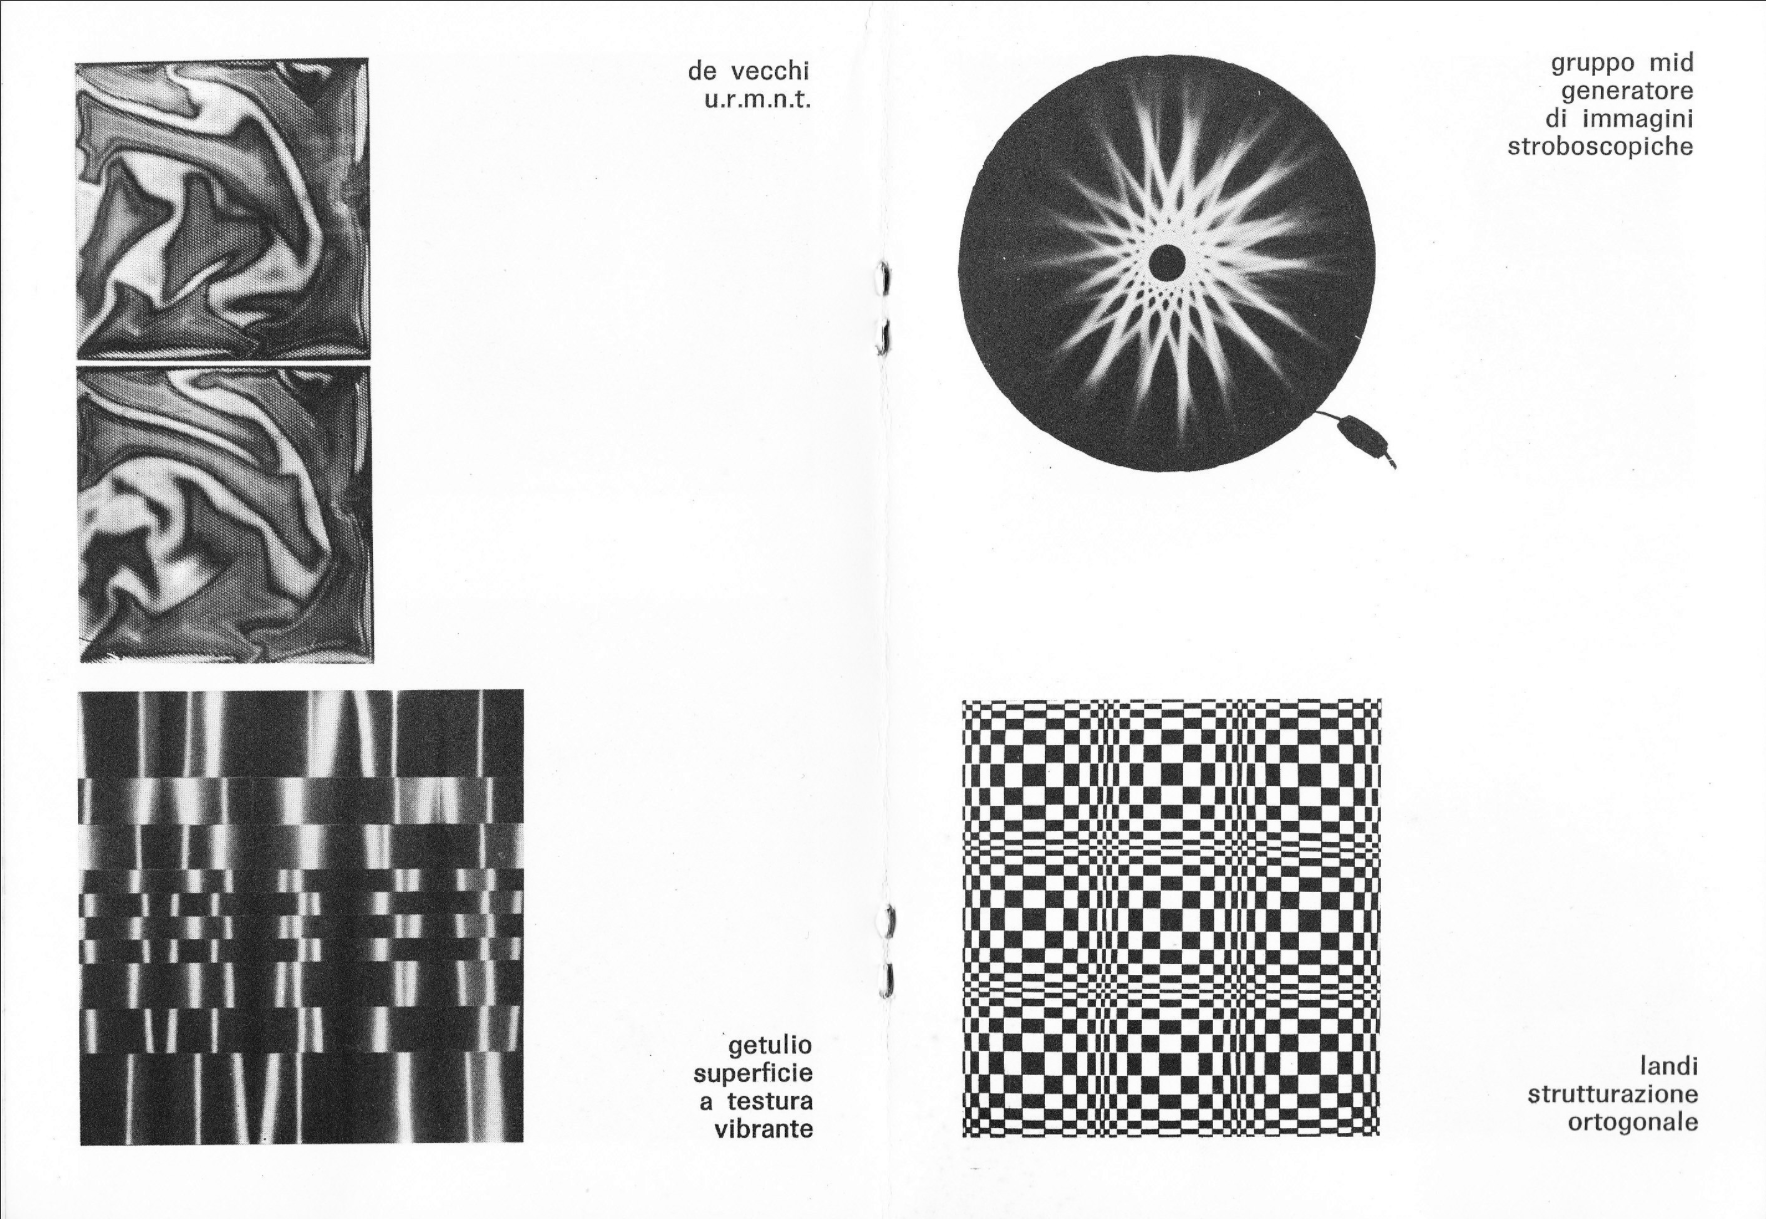 de vecchi
u.r.m.n.t.
getulio
superficie
a testura
vibrante
gruppo mid
generatore
di immagini
stroboscopiche
landi
strutturazione
ortogonale